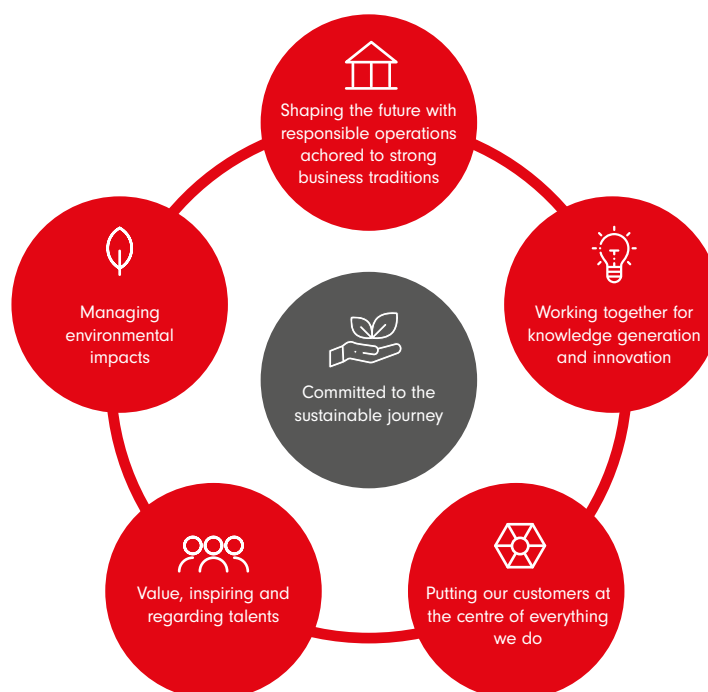 Shaping the future with
responsible operations
achored to strong
business traditions
Managing
environmental
impacts
Working together for
knowledge generation
and innovation
Committed to the
sustainable journey
Value, inspiring and
regarding talents
Putting our customers at
the centre of everything
we do